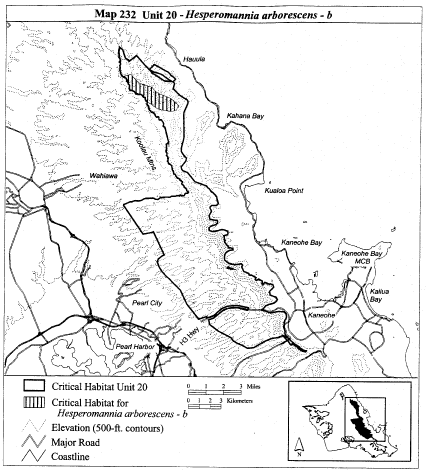 Map 232 Unit 20 - Hesperomannia arborescens - b
Hauula
Kahana Bay
Koolau Mtns
Wahiawa
Kualoa Point
Kaneohe Bay
Kaneohe Bay
MCB
Kailua
Bay
Pearl City
Kaneohe
H3 Hwy
Pearl Harbor
Critical Habitat Unit 20
Critical Habitat for
Hesperomannia arborescens - b
Elevation (500-ft. contours)
Major Road
Coastline
0 1 2 3 Miles
0 1 2 3 Kilometers
N